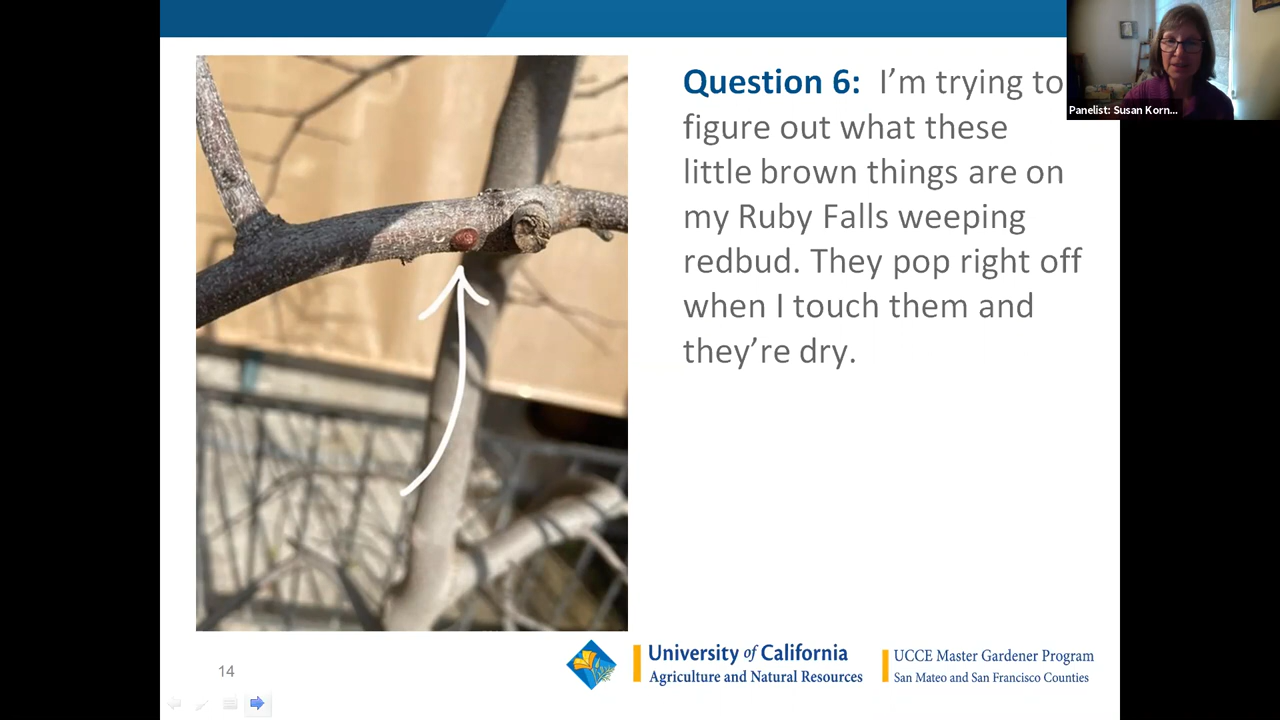 Question 6: I'm trying to
figure out what these
little brown things are on
my Ruby Falls weeping
redbud. They pop right off
when I touch them and
they're dry.
Panelist: Susan Korn...
14
University of California
Agriculture and Natural Resources
UCCE Master Gardener Program
San Mateo and San Francisco Counties